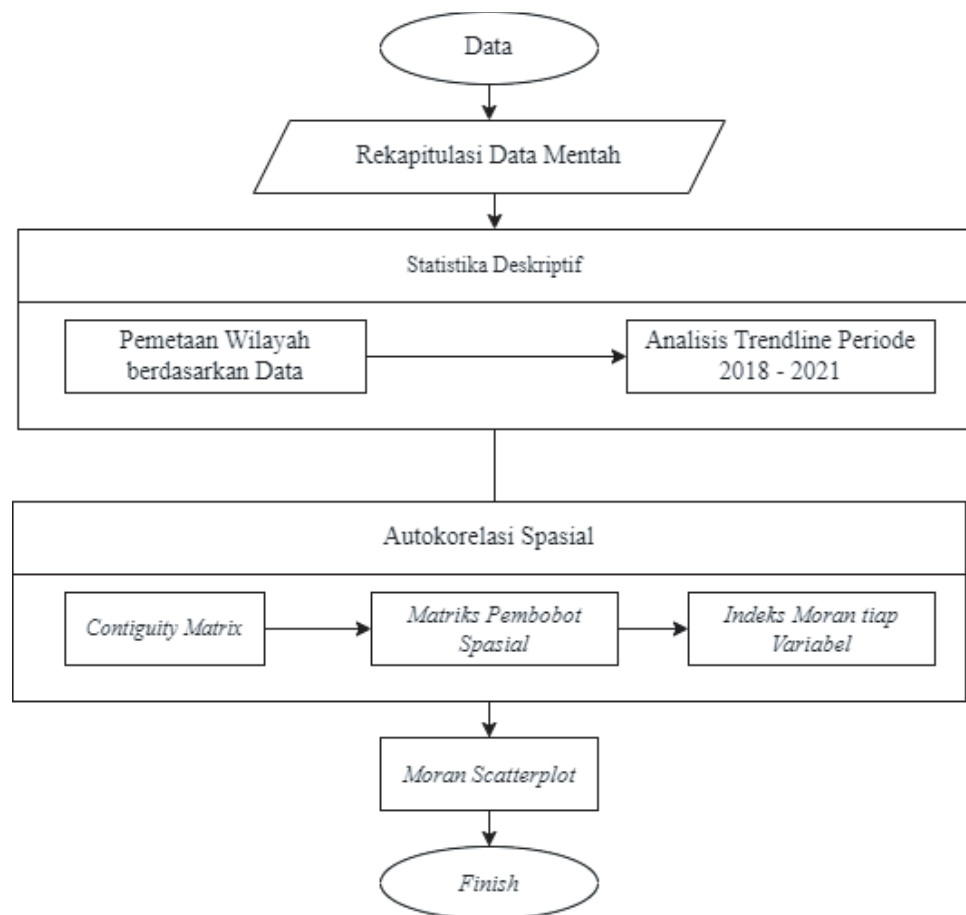 Data
Rekapitulasi Data Mentah
Statistika Deskriptif
Pemetaan Wilayah
berdasarkan Data
Analisis Trendline Periode
2018 - 2021
Autokorelasi Spasial
Contiguity Matrix
Matriks Pembobot
Spasial
Indeks Moran tiap
Variabel
Moran Scatterplot
Finish